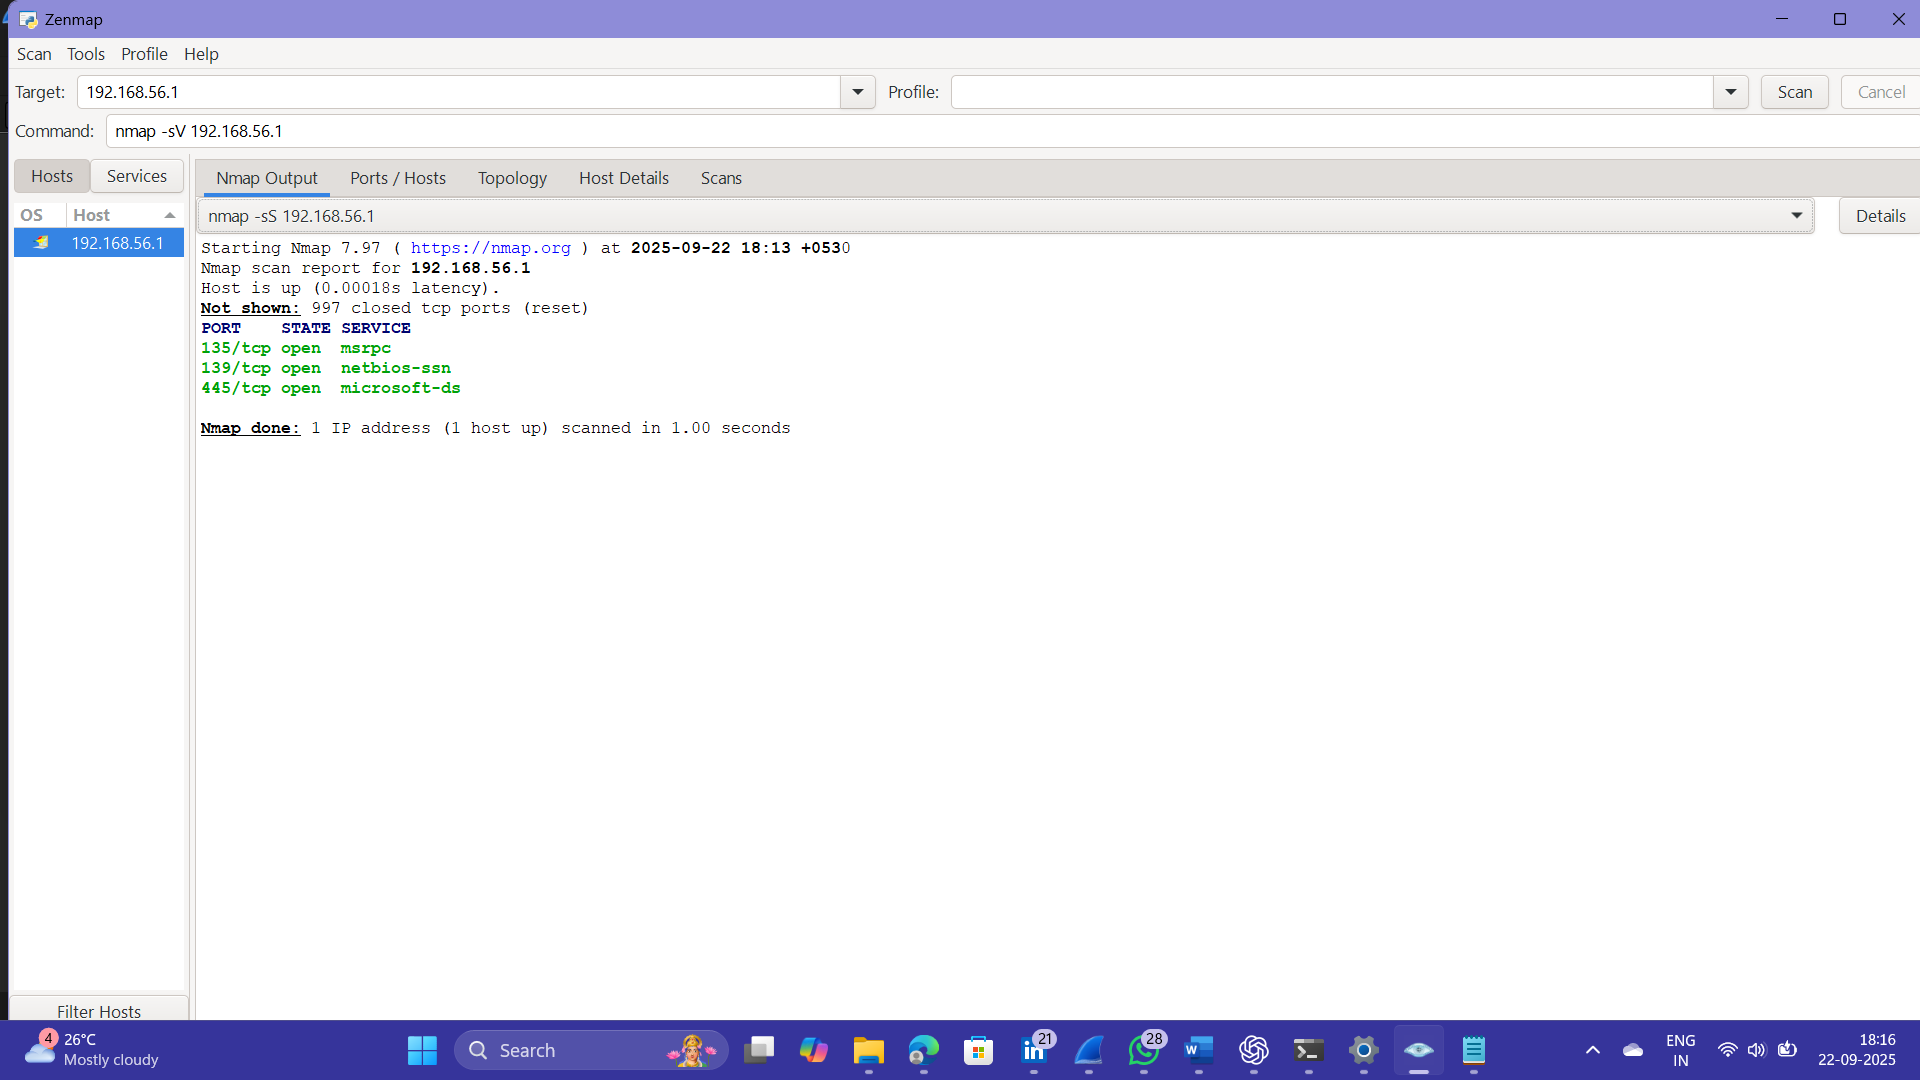 Zenmap
Scan Tools Profile Help
Target: 192.168.56.1 Profile: Scan Cancel
Command: nmap -sV 192.168.56.1
Hosts Services Nmap Output Ports / Hosts Topology Host Details Scans
OS Host nmap -sS 192.168.56.1 Details
192.168.56.1
Starting Nmap 7.97 ( https://nmap.org ) at 2025-09-22 18:13 +0530
Nmap scan report for 192.168.56.1
Host is up (0.00018s latency).
Not shown: 997 closed tcp ports (reset)
PORT STATE SERVICE
135/tcp open msrpc
139/tcp open netbios-ssn
445/tcp open microsoft-ds
Nmap done: 1 IP address (1 host up) scanned in 1.00 seconds
Filter Hosts
4 26°C
Mostly cloudy
Search
in 21
28
W
ENG
IN
18:16
22-09-2025